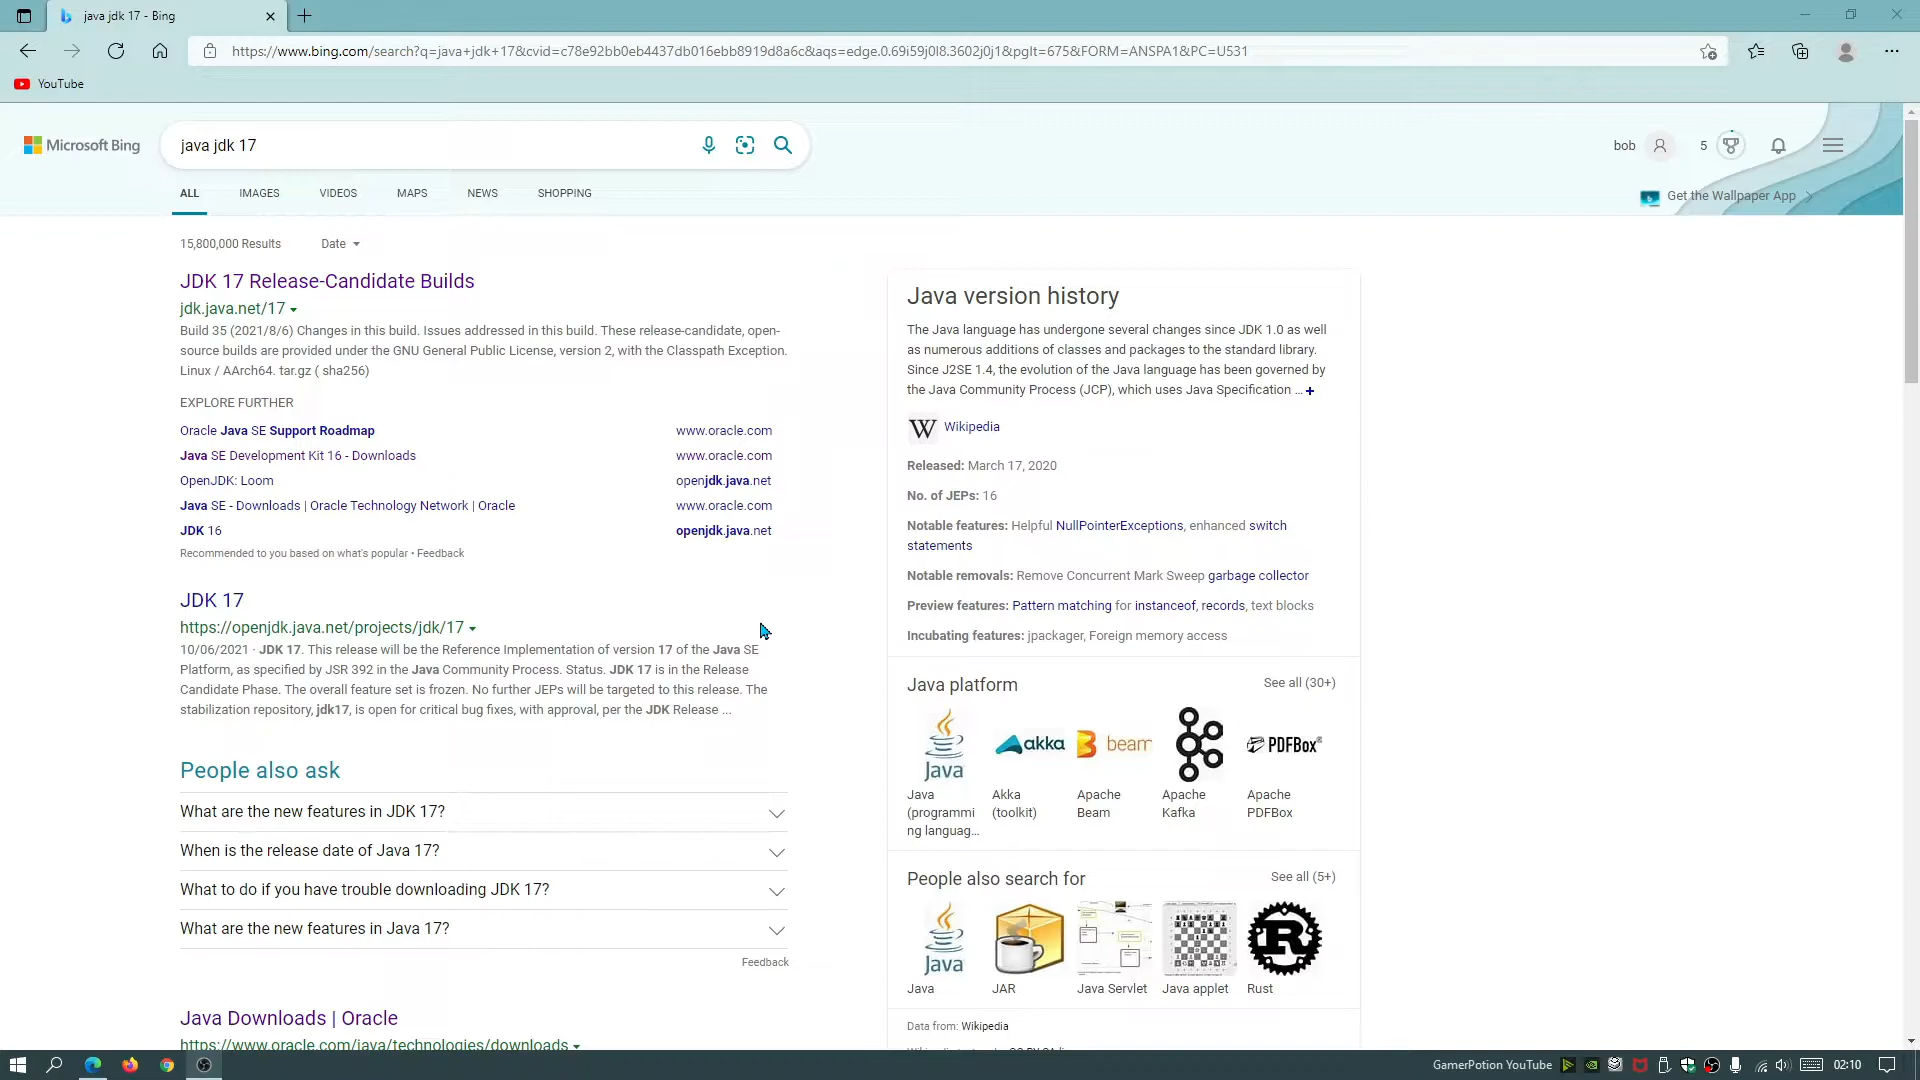 java jdk 17 - Bing
https://www.bing.com/search?q=java+jdk+17&cvid=c78e92bb0eb4437db016ebb8919d8a6c&aqs=edge.0.69i59j0l8.3602j0j1&pglt=675&FORM=ANSPA1&PC=U531
YouTube
Microsoft Bing
java jdk 17
bob
5
ALL IMAGES VIDEOS MAPS NEWS SHOPPING
Get the Wallpaper App
15,800,000 Results Date
JDK 17 Release-Candidate Builds
jdk.java.net/17
Build 35 (2021/8/6) Changes in this build. Issues addressed in this build. These release-candidate, open-
source builds are provided under the GNU General Public License, version 2, with the Classpath Exception.
Linux / AArch64. tar.gz ( sha256)
EXPLORE FURTHER
Oracle Java SE Support Roadmap www.oracle.com
Java SE Development Kit 16 - Downloads www.oracle.com
OpenJDK: Loom openjdk.java.net
Java SE - Downloads | Oracle Technology Network | Oracle www.oracle.com
JDK 16 openjdk.java.net
Recommended to you based on what's popular • Feedback
JDK 17
https://openjdk.java.net/projects/jdk/17
10/06/2021 · JDK 17. This release will be the Reference Implementation of version 17 of the Java SE
Platform, as specified by JSR 392 in the Java Community Process. Status. JDK 17 is in the Release
Candidate Phase. The overall feature set is frozen. No further JEPs will be targeted to this release. The
stabilization repository, jdk17, is open for critical bug fixes, with approval, per the JDK Release ...
People also ask
What are the new features in JDK 17?
When is the release date of Java 17?
What to do if you have trouble downloading JDK 17?
What are the new features in Java 17?
Feedback
Java Downloads | Oracle
https://www.oracle.com/java/technologies/downloads
Java version history
The Java language has undergone several changes since JDK 1.0 as well
as numerous additions of classes and packages to the standard library.
Since J2SE 1.4, the evolution of the Java language has been governed by
the Java Community Process (JCP), which uses Java Specification ... +
W Wikipedia
Released: March 17, 2020
No. of JEPs: 16
Notable features: Helpful NullPointerExceptions, enhanced switch
statements
Notable removals: Remove Concurrent Mark Sweep garbage collector
Preview features: Pattern matching for instanceof, records, text blocks
Incubating features: jpackager, Foreign memory access
Java platform See all (30+)
Java akka beam PDFBox
Java Akka Apache Apache Apache
(programmi (toolkit) Beam Kafka PDFBox
ng languag...
People also search for See all (5+)
Java R
Java JAR Java Servlet Java applet Rust
Data from: Wikipedia
GamerPotion YouTube 02:10